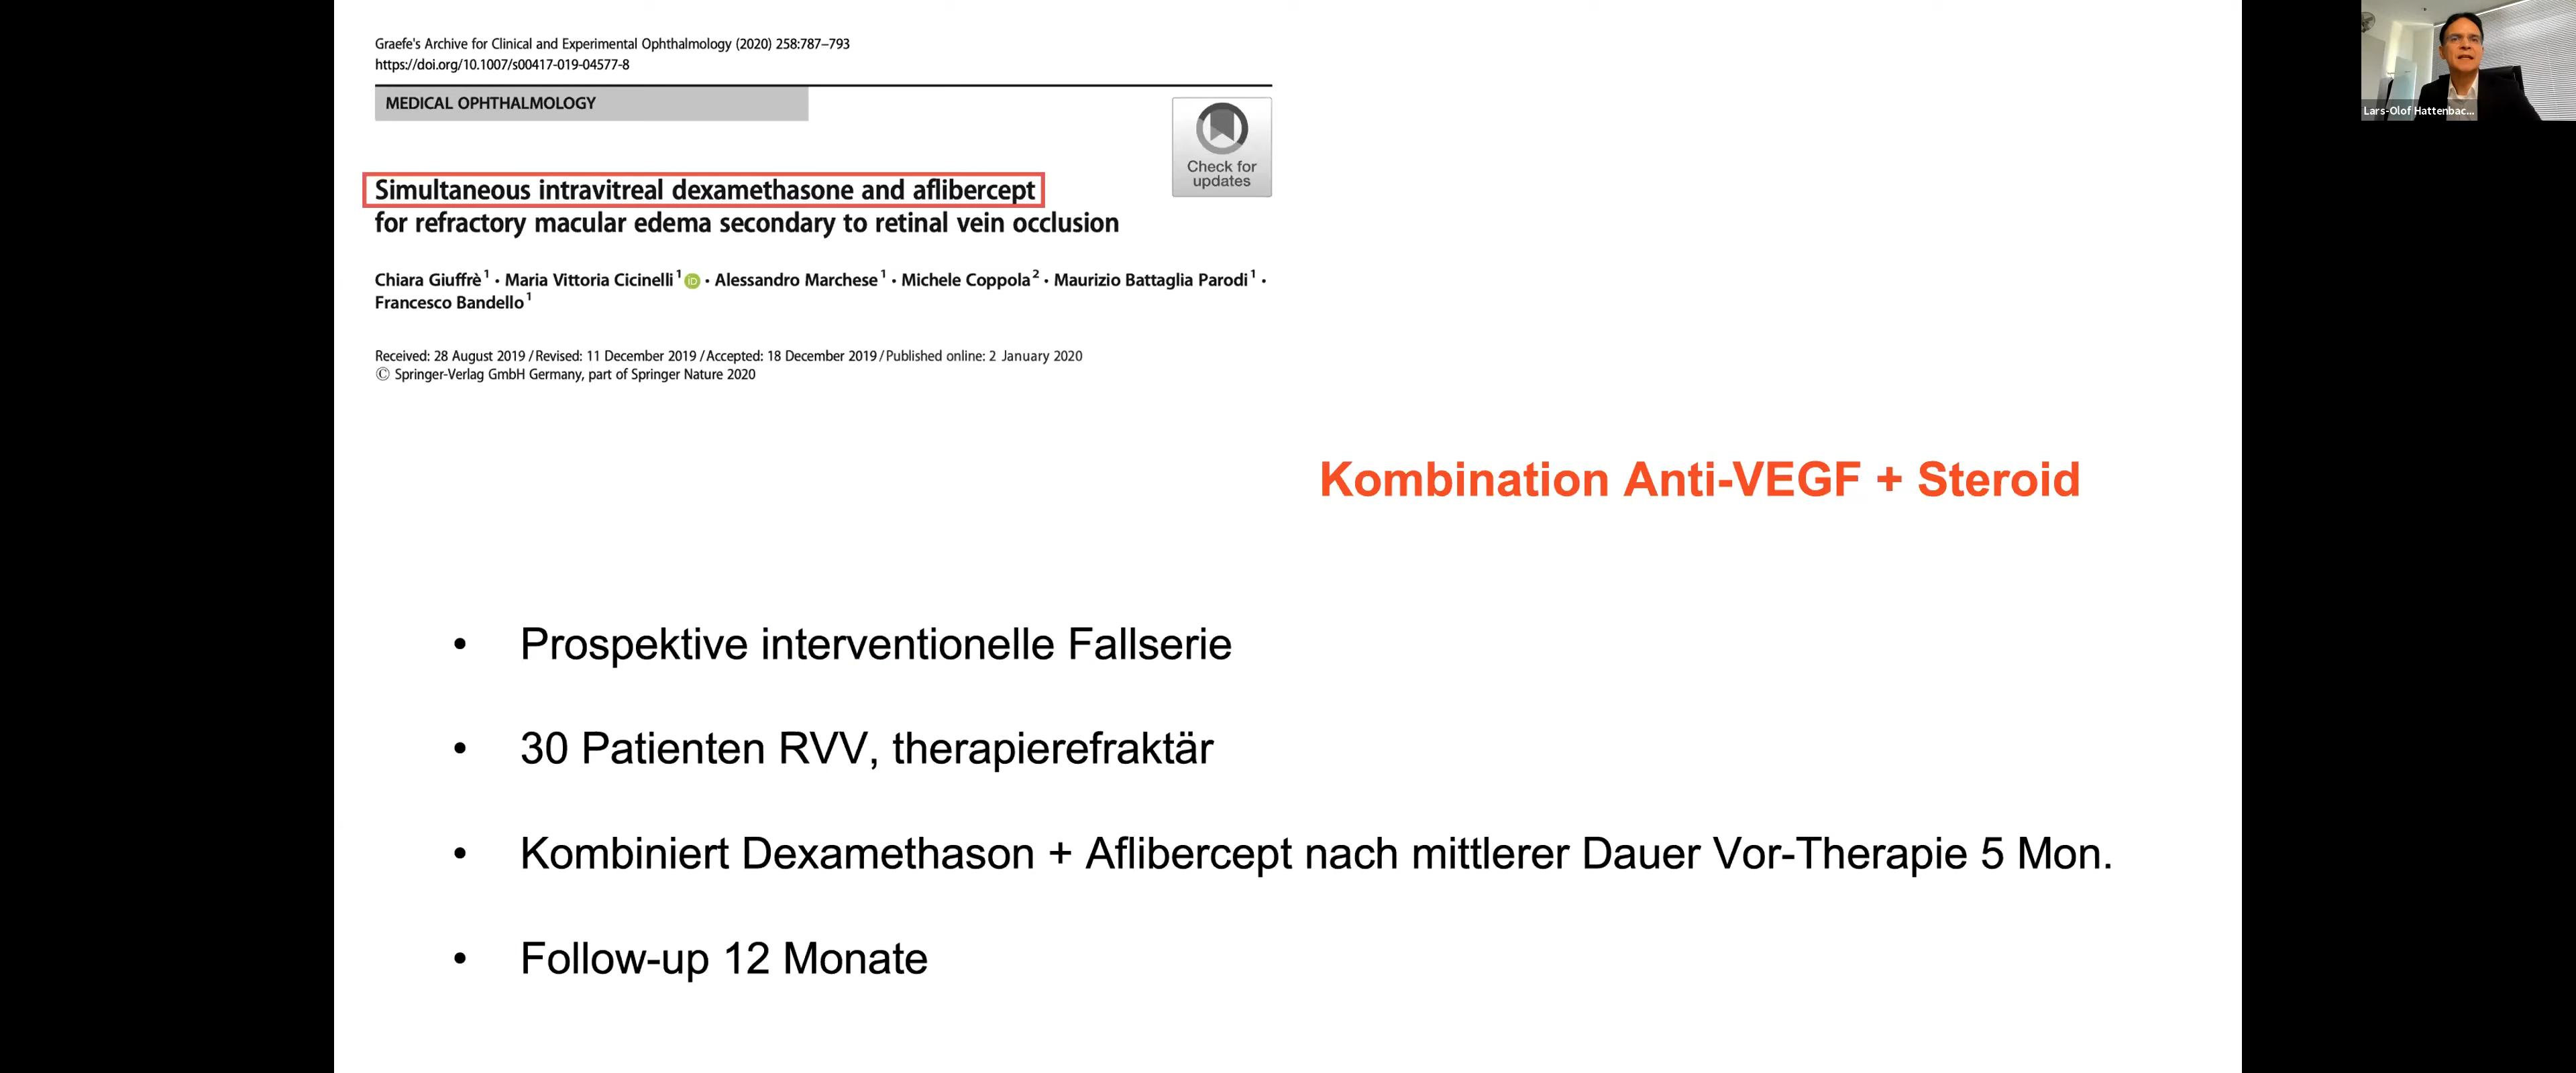 Graefe's Archive for Clinical and Experimental Ophthalmology (2020) 258:787–793
https://doi.org/10.1007/s00417-019-04577-8
MEDICAL OPHTHALMOLOGY
Check for
updates
Simultaneous intravitreal dexamethasone and aflibercept
for refractory macular edema secondary to retinal vein occlusion
Chiara Giuffrè 1 • Maria Vittoria Cicinelli 1 iD • Alessandro Marchese 1 • Michele Coppola 2 • Maurizio Battaglia Parodi 1 •
Francesco Bandello 1
Received: 28 August 2019 / Revised: 11 December 2019 / Accepted: 18 December 2019 / Published online: 2 January 2020
© Springer-Verlag GmbH Germany, part of Springer Nature 2020
Kombination Anti-VEGF + Steroid
• Prospektive interventionelle Fallserie
• 30 Patienten RVV, therapierefraktär
• Kombiniert Dexamethason + Aflibercept nach mittlerer Dauer Vor-Therapie 5 Mon.
• Follow-up 12 Monate
Lars-Olof Hattenbac...